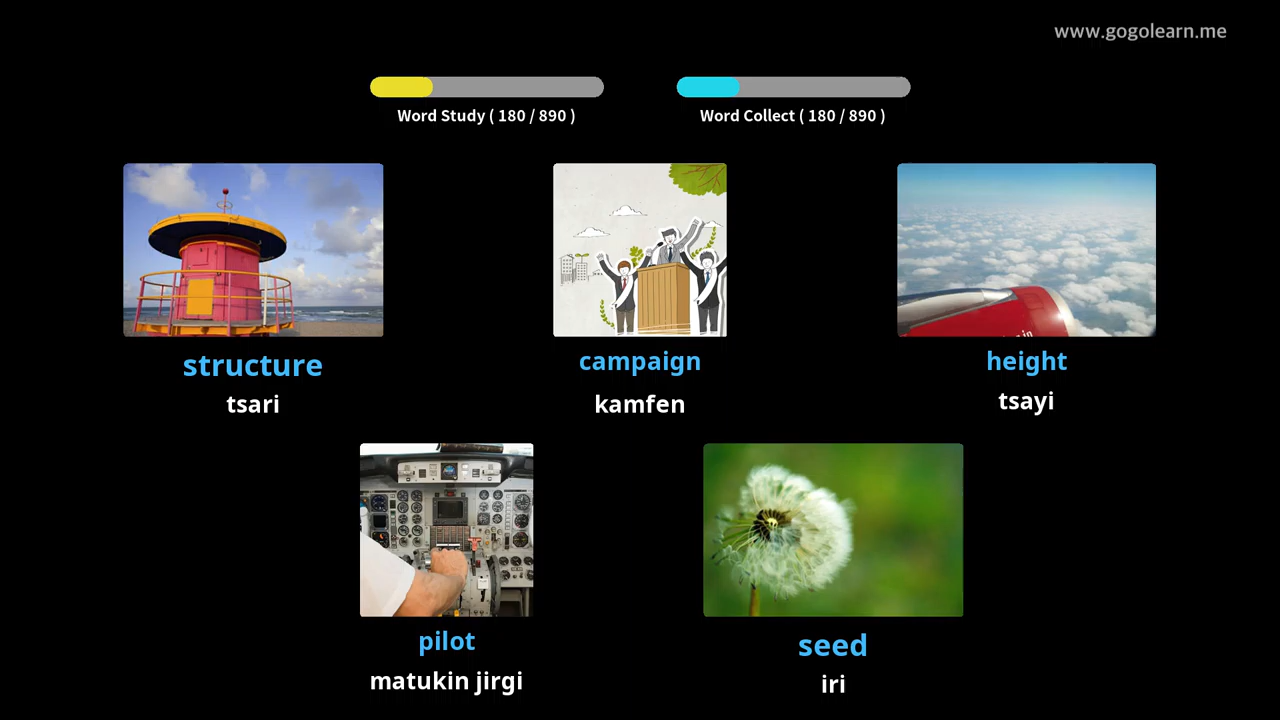 www.gogolearn.me
Word Study ( 180 / 890 )
Word Collect ( 180 / 890 )
structure
tsari
campaign
kamfen
height
tsayi
pilot
matukin jirgi
seed
iri